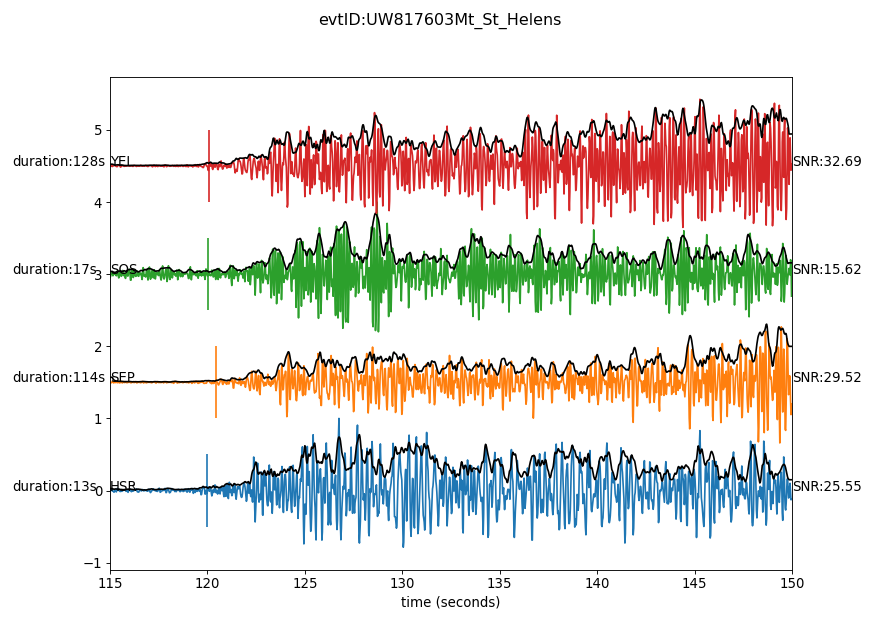 evtID:UW817603Mt_St_Helens
5
duration:128s YEL SNR:32.69
4
duration:17s SOS SNR:15.62
3
2
duration:114s SEP SNR:29.52
1
duration:13s HSR SNR:25.55
0
−1
115 120 125 130 135 140 145 150
time (seconds)